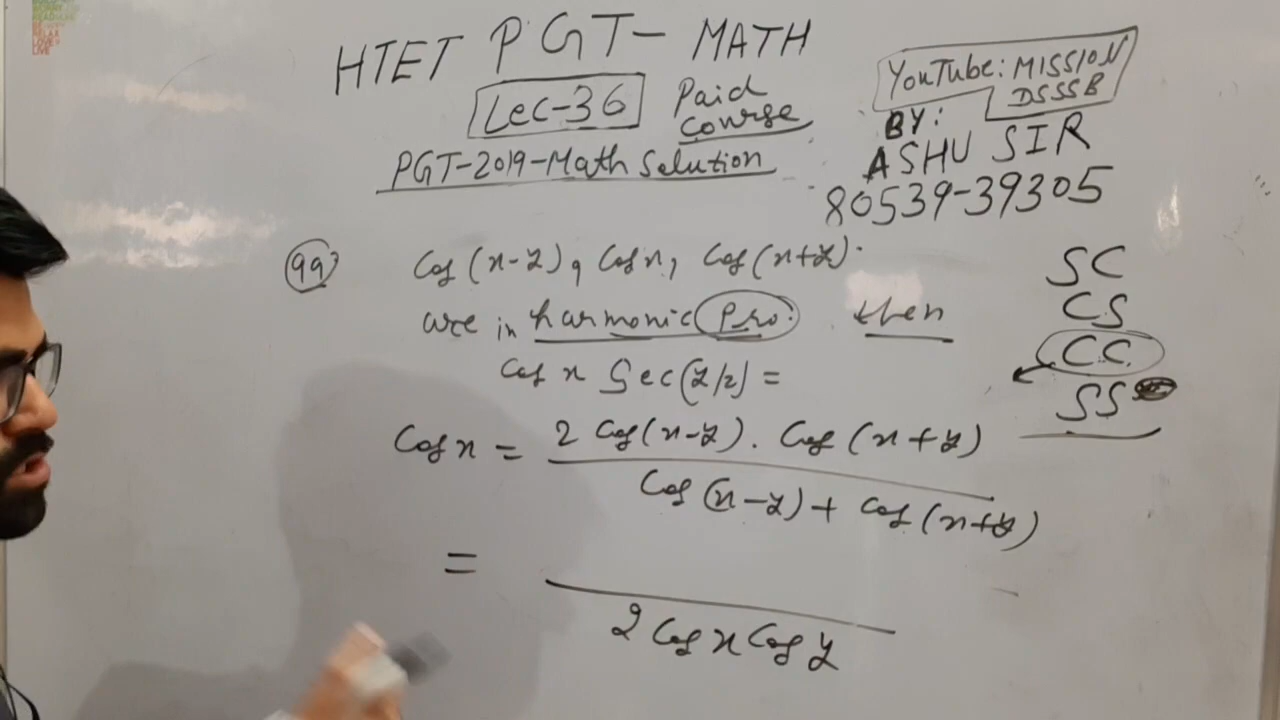 HTET PGT- MATH
Lec-36 Paid Course
PGT-2019-Math Solution
YouTube: MISSION DSSSB
BY:
ASHU SIR
80539-39305
99) Cos(x-y), Cosx, Cos(x+y).
are in harmonic Pro: then
Cos x Sec(y/2) =
SC
CS
CC
SS
Cos x = 2 Cos(x-y). Cos(x+y)
Cos(x-y) + Cos(x+y)
=
2 Cos x Cos y